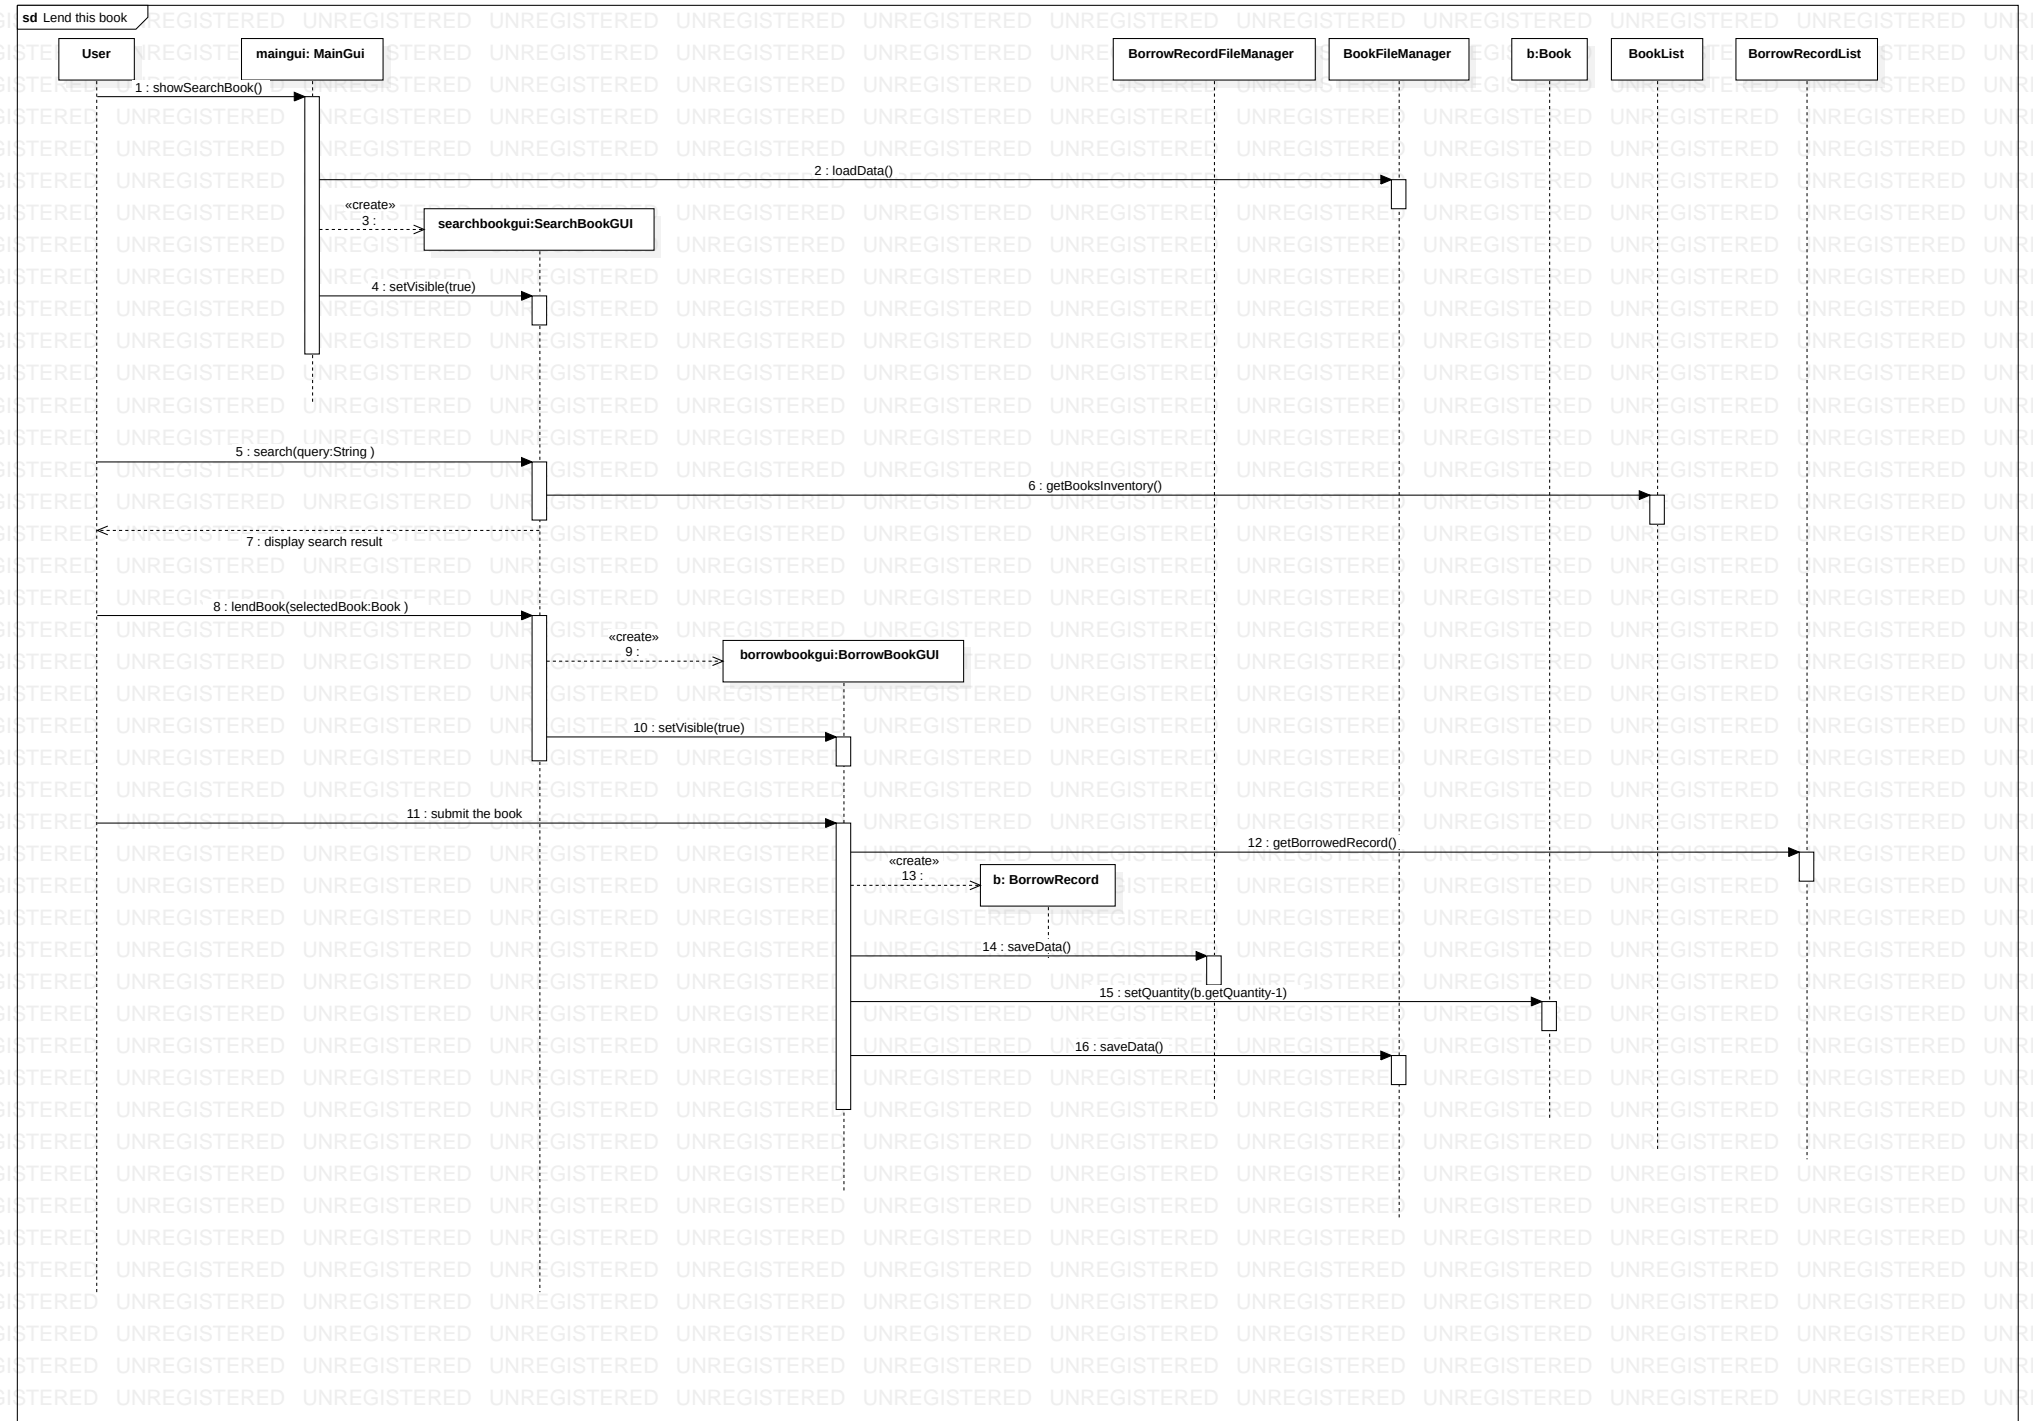 sd Lend this book
User
maingui: MainGui
BorrowRecordFileManager
BookFileManager
b:Book
BookList
BorrowRecordList
1 : showSearchBook()
2 : loadData()
«create»
3 :
searchbookgui:SearchBookGUI
4 : setVisible(true)
5 : search(query:String )
6 : getBooksInventory()
7 : display search result
8 : lendBook(selectedBook:Book )
«create»
9 :
borrowbookgui:BorrowBookGUI
10 : setVisible(true)
11 : submit the book
12 : getBorrowedRecord()
«create»
13 :
b: BorrowRecord
14 : saveData()
15 : setQuantity(b.getQuantity-1)
16 : saveData()
UNREGISTERED